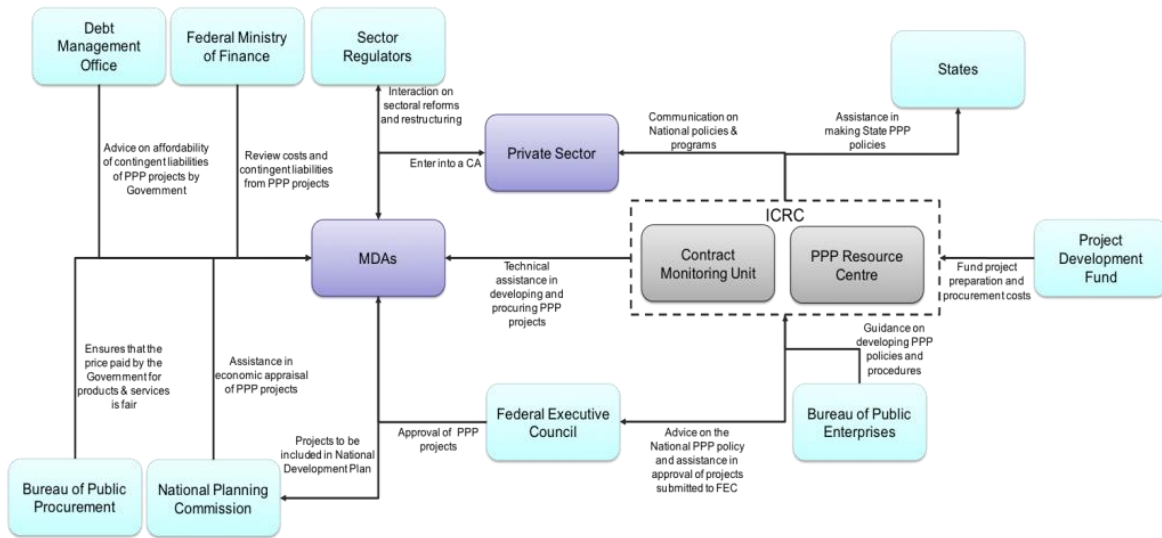 Debt
Management
Office
Federal Ministry
of Finance
Sector
Regulators
States
Interaction on
sectoral reforms
and restructuring
Communication on
National policies &
programs
Assistance in
making State PPP
policies
Private Sector
Enter into a CA
Advice on affordability
of contingent liabilities
of PPP projects by
Government
Review costs and
contingent liabilities
from PPP projects
ICRC
MDAs
Contract
Monitoring Unit
PPP Resource
Centre
Project
Development
Fund
Technical
assistance in
developing and
procuring PPP
projects
Fund project
preparation and
procurement costs
Ensures that the
price paid by the
Government for
products & services
is fair
Assistance in
economic appraisal
of PPP projects
Guidance on
developing PPP
policies and
procedures
Federal Executive
Council
Bureau of Public
Enterprises
Projects to be
included in National
Development Plan
Approval of PPP
projects
Advice on the
National PPP policy
and assistance in
approval of projects
submitted to FEC
Bureau of Public
Procurement
National Planning
Commission